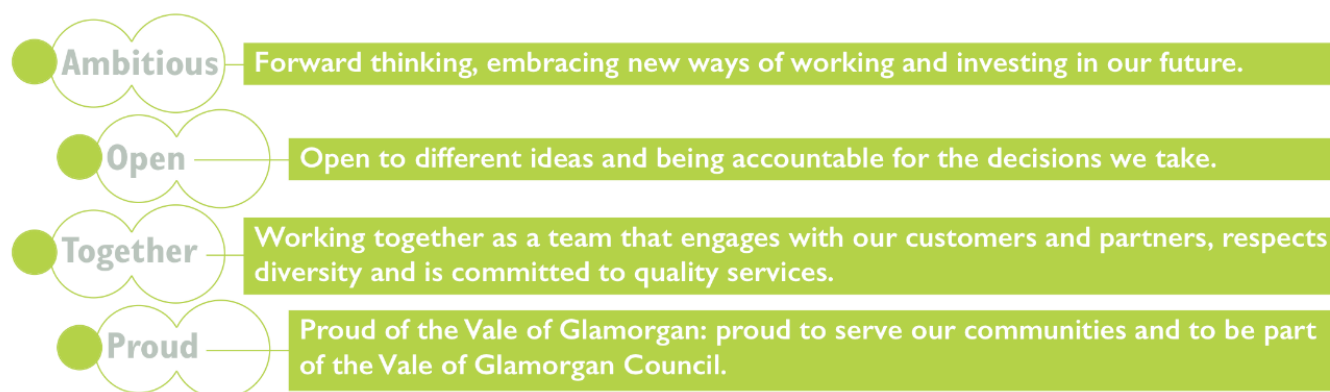 Ambitious
Forward thinking, embracing new ways of working and investing in our future.
Open
Open to different ideas and being accountable for the decisions we take.
Together
Working together as a team that engages with our customers and partners, respects
diversity and is committed to quality services.
Proud
Proud of the Vale of Glamorgan: proud to serve our communities and to be part
of the Vale of Glamorgan Council.